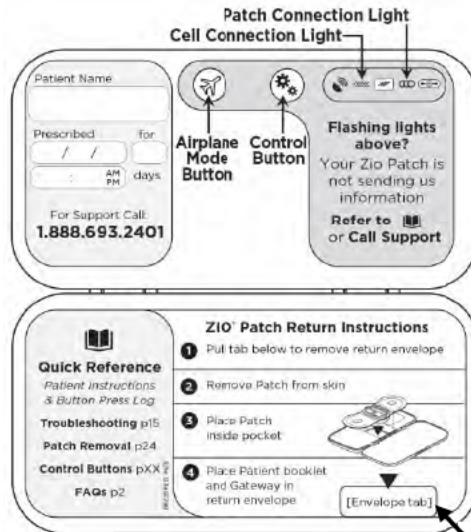 Patch Connection Light
Cell Connection Light
Patient Name
Prescribed for
/ /
: AM
PM days
For Support Call:
1.888.693.2401
Airplane
Mode
Button
Control
Button
Flashing lights
above?
Your Zio Patch is
not sending us
information
Refer to
or Call Support
Quick Reference
Patient Instructions
& Button Press Log
Troubleshooting p15
Patch Removal p24
Control Buttons pXX
FAQs p2
ZIO® Patch Return Instructions
1 Pull tab below to remove return envelope
2 Remove Patch from skin
3 Place Patch
inside pocket
4 Place Patient booklet
and Gateway in
return envelope
[Envelope tab]